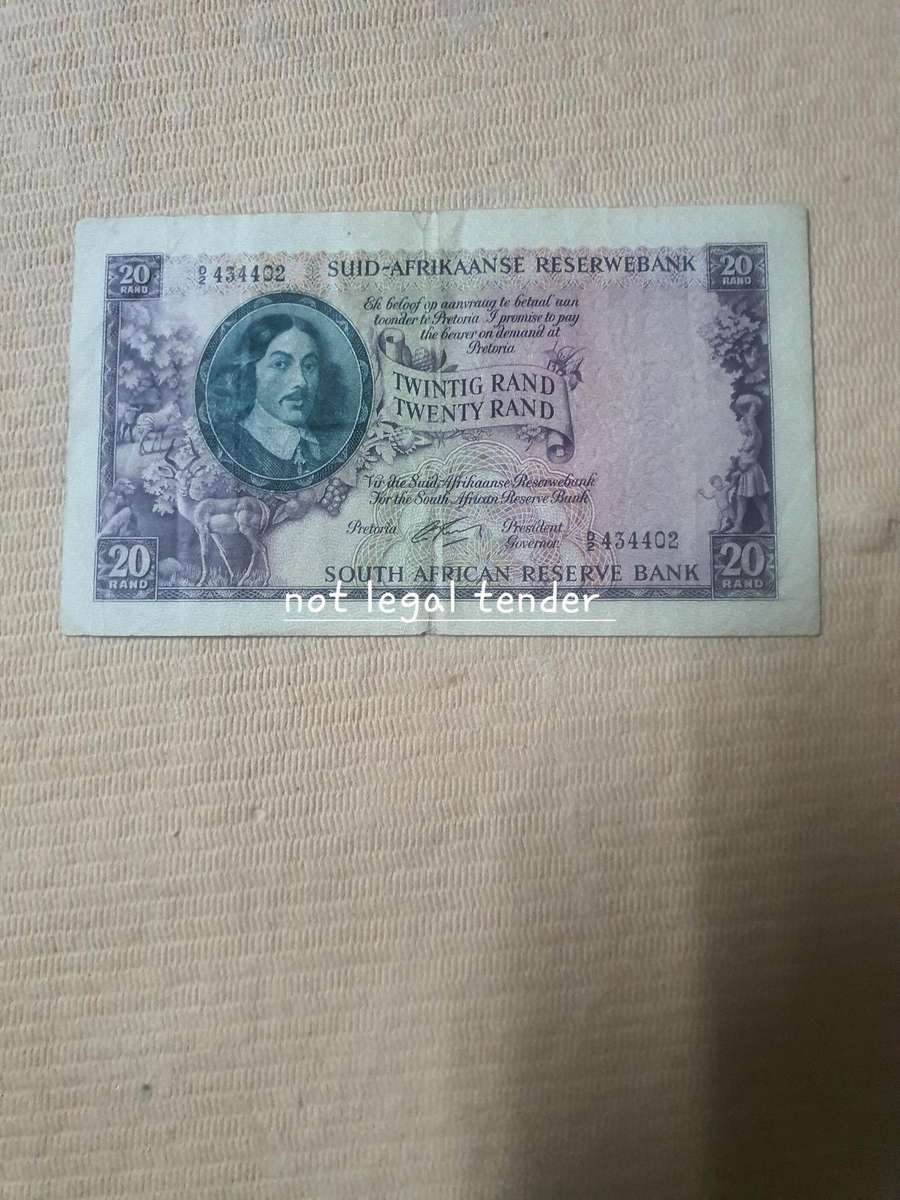 20 RAND
D/2 434402
SUID-AFRIKAANSE RESERWEBANK
20 RAND
Ek beloof op aanvraag te betaal aan
toonder te Pretoria. I promise to pay
the bearer on demand at
Pretoria
TWINTIG RAND
TWENTY RAND
Vir die Suid-Afrikaanse Reserwebank
For the South African Reserve Bank
Pretoria
President
Governor
D/2 434402
20 RAND
SOUTH AFRICAN RESERVE BANK
20 RAND
not legal tender